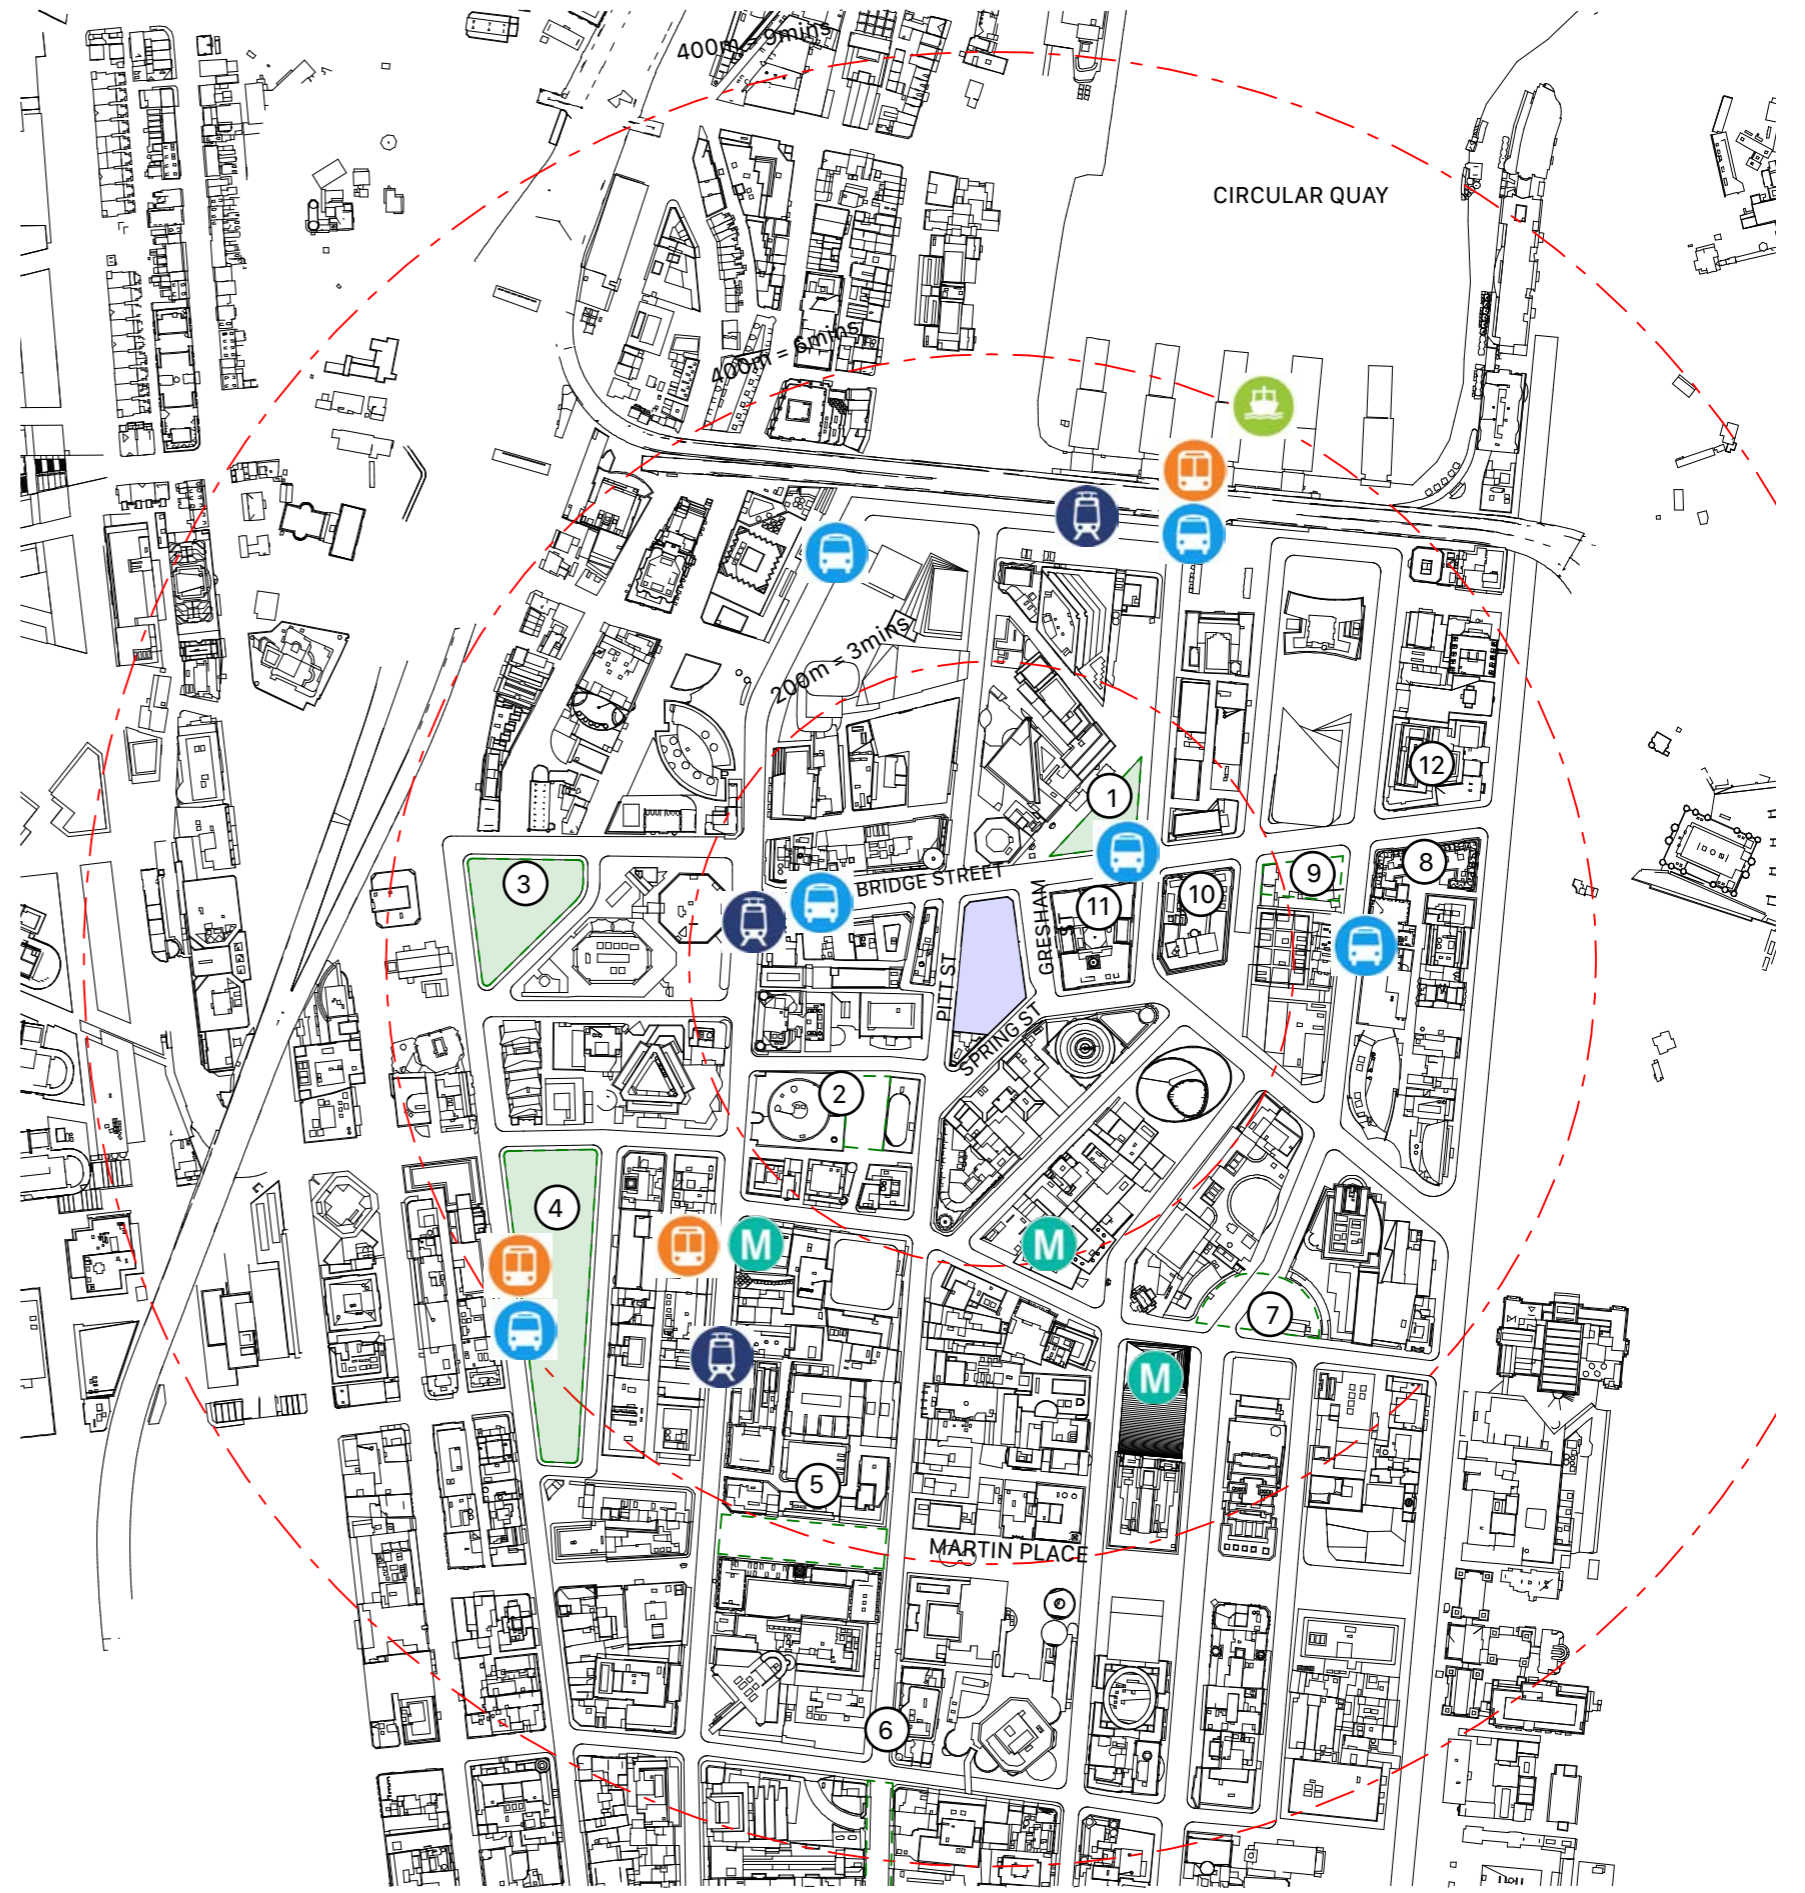 400m = 9mins
CIRCULAR QUAY
400m = 6mins
200m = 3mins
12
1
8
3
9
BRIDGE STREET
10
11
GRESHAM
ST
PITT ST
SPRING ST
2
4
M
M
7
M
5
MARTIN PLACE
6